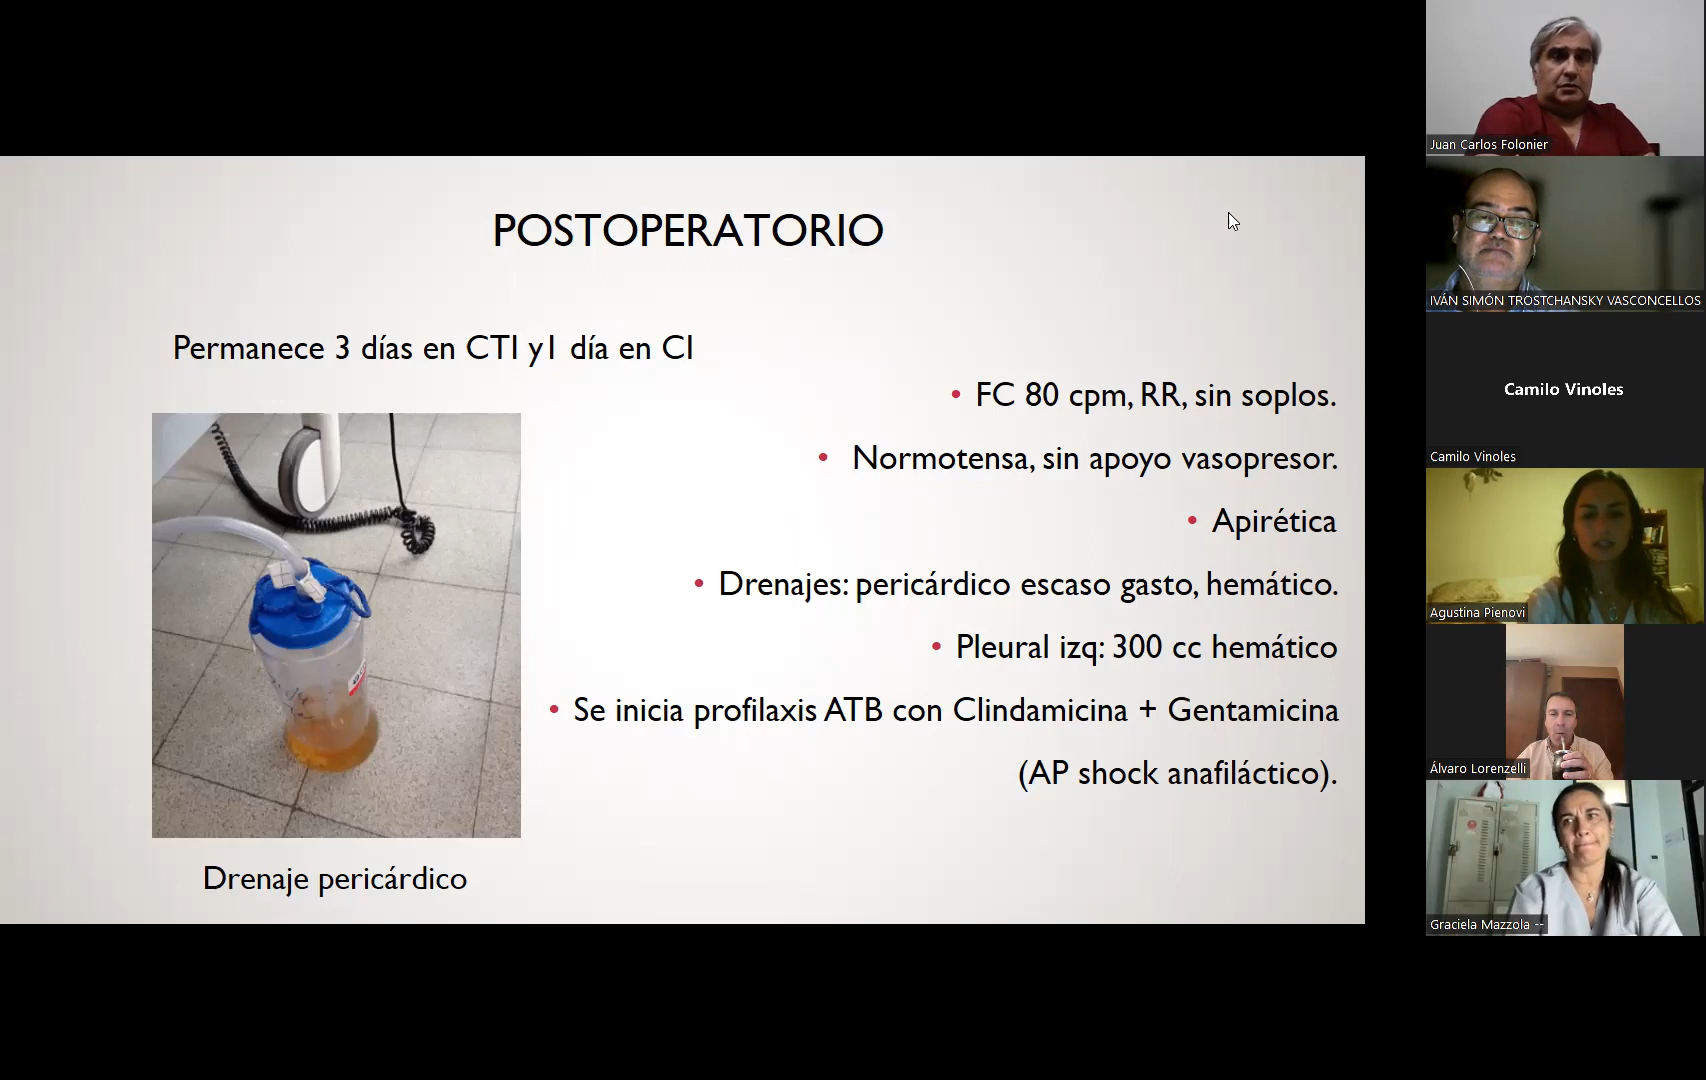 POSTOPERATORIO
Permanece 3 días en CTI y1 día en CI
• FC 80 cpm, RR, sin soplos.
• Normotensa, sin apoyo vasopresor.
• Apirética
• Drenajes: pericárdico escaso gasto, hemático.
• Pleural izq: 300 cc hemático
• Se inicia profilaxis ATB con Clindamicina + Gentamicina
(AP shock anafiláctico).
Drenaje pericárdico
Juan Carlos Folonier
IVÁN SIMÓN TROSTCHANSKY VASCONCELLOS
Camilo Vinoles
Camilo Vinoles
Agustina Pienovi
Álvaro Lorenzelli
Graciela Mazzola --